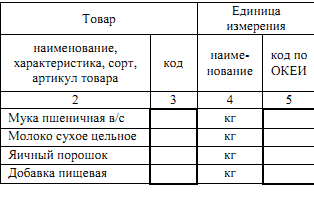 Товар
Единица
измерения
наименование,
характеристика, сорт,
артикул товара
код
наиме-
нование
код по
ОКЕИ
2 3 4 5
Мука пшеничная в/с кг
Молоко сухое цельное кг
Яичный порошок кг
Добавка пищевая кг